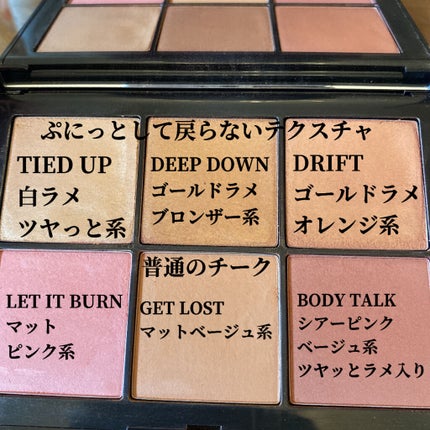 ぷにっとして戻らないテクスチャ
TIED UP
白ラメ
ツヤっと系
DEEP DOWN
ゴールドラメ
ブロンザー系
DRIFT
ゴールドラメ
オレンジ系
普通のチーク
LET IT BURN
マット
ピンク系
GET LOST
マットベージュ系
BODY TALK
シアーピンク
ベージュ系
ツヤッとラメ入り